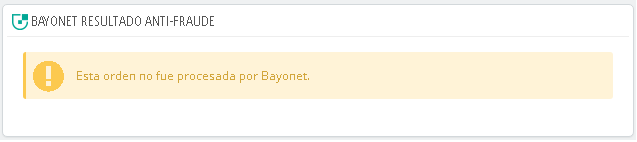 BAYONET RESULTADO ANTI-FRAUDE
Esta orden no fue procesada por Bayonet.